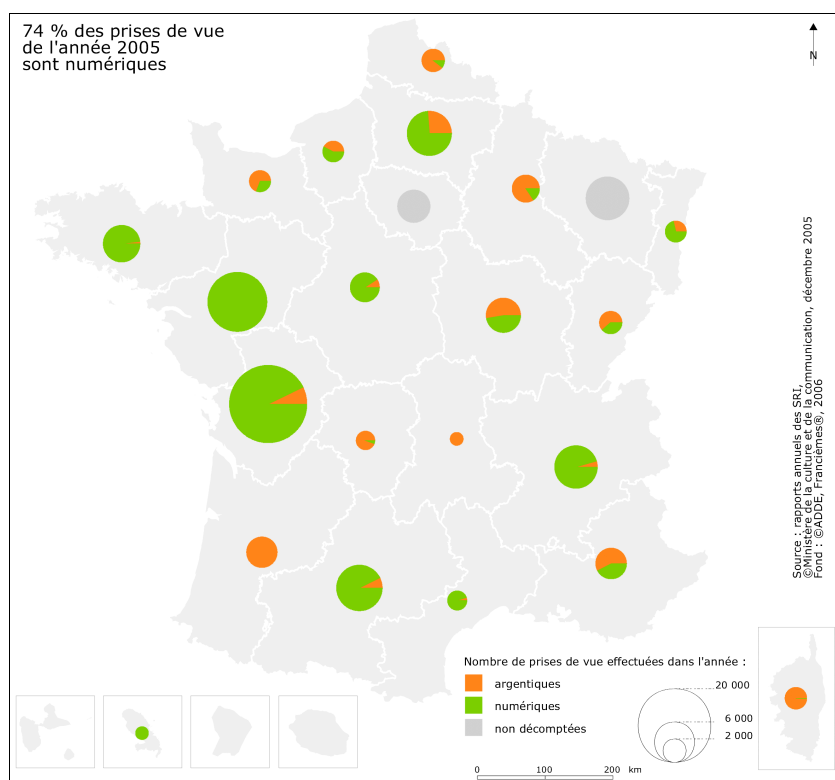 74 % des prises de vue
de l'année 2005
sont numériques
N
Source : rapports annuels des SRI,
©Ministère de la culture et de la communication, décembre 2005
Fond : ©ADDE, Francièmes®, 2006
Nombre de prises de vue effectuées dans l'année :
argentiques
numériques
non décomptées
20 000
6 000
2 000
0 100 200 km